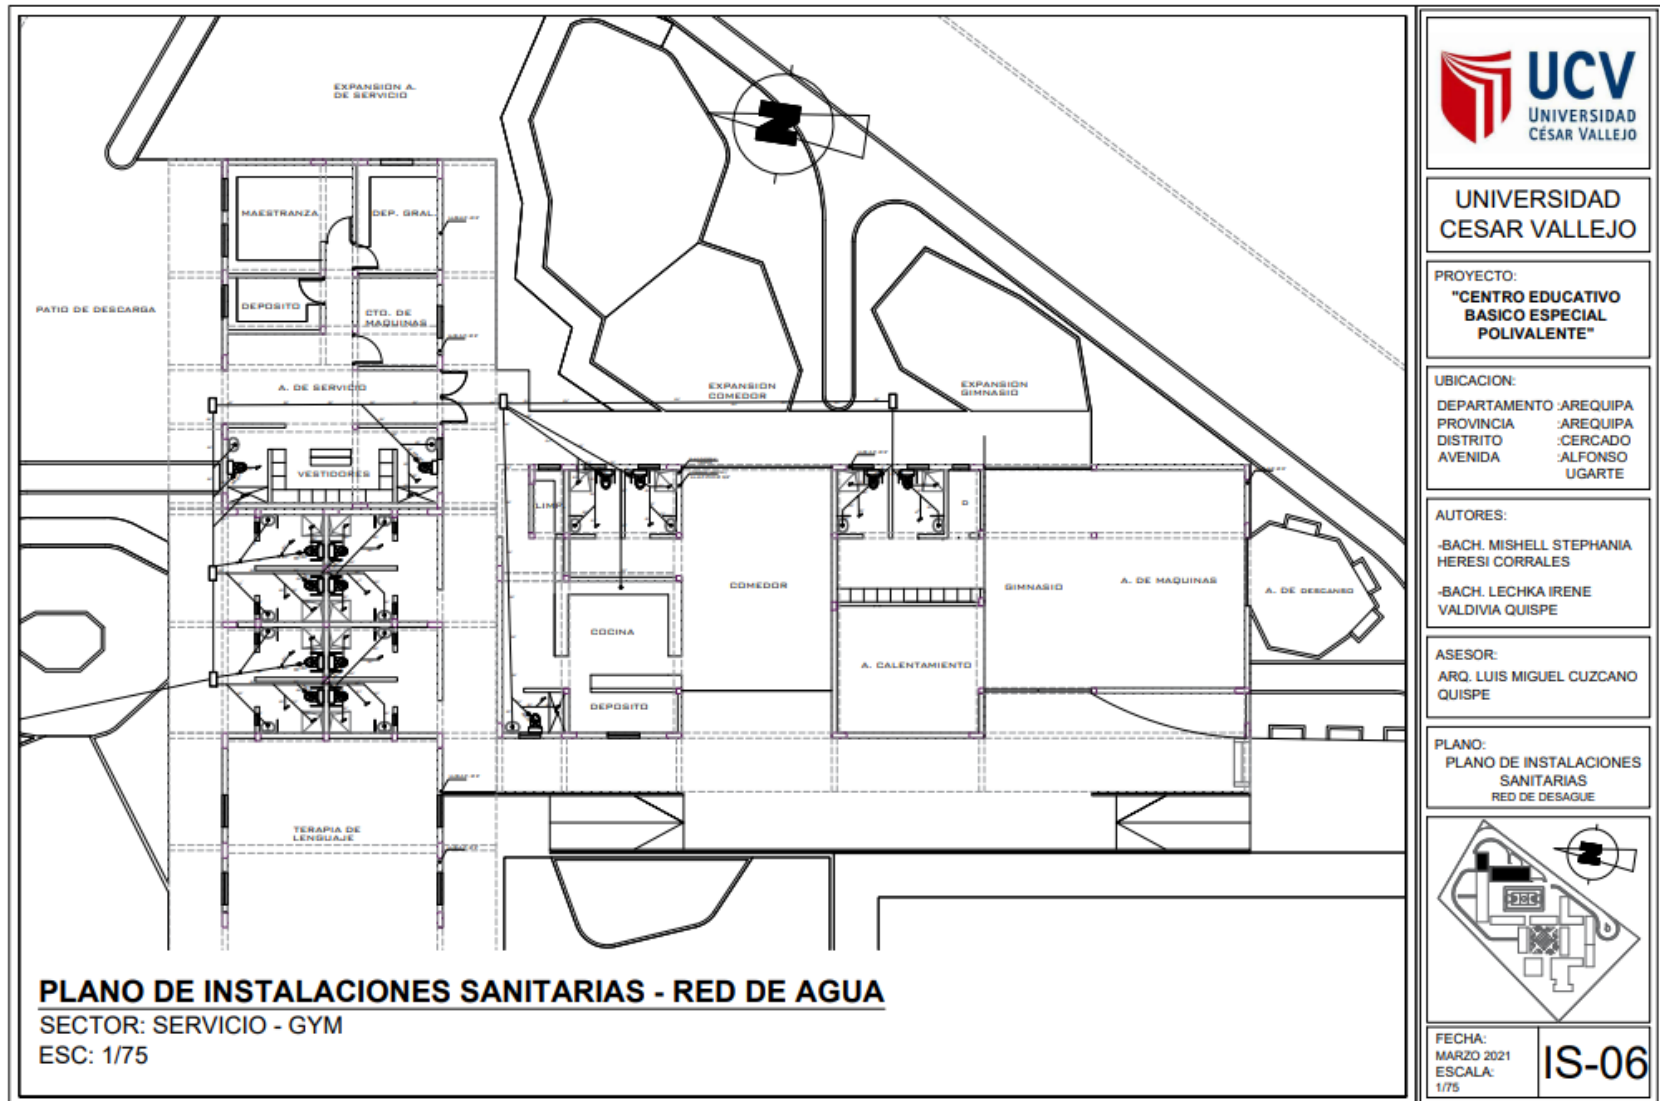 EXPANSION A.
DE SERVICIO
MAESTRANZA
DEP. GRAL.
DEPOSITO
CTO. DE
MAQUINAS
PATIO DE DESCARGA
A. DE SERVICIO
EXPANSION
COMEDOR
EXPANSION
GIMNASIO
VESTIDORES
LIMP
D
COMEDOR
GIMNASIO
A. DE MAQUINAS
A. DE DESCANSO
COCINA
A. CALENTAMIENTO
DEPOSITO
TERAPIA DE
LENGUAJE
N
PLANO DE INSTALACIONES SANITARIAS - RED DE AGUA
SECTOR: SERVICIO - GYM
ESC: 1/75
UCV
UNIVERSIDAD
CÉSAR VALLEJO
UNIVERSIDAD
CESAR VALLEJO
PROYECTO:
"CENTRO EDUCATIVO
BASICO ESPECIAL
POLIVALENTE"
UBICACION:
DEPARTAMENTO :AREQUIPA
PROVINCIA :AREQUIPA
DISTRITO :CERCADO
AVENIDA :ALFONSO
UGARTE
AUTORES:
-BACH. MISHELL STEPHANIA
HERESI CORRALES
-BACH. LECHKA IRENE
VALDIVIA QUISPE
ASESOR:
ARQ. LUIS MIGUEL CUZCANO
QUISPE
PLANO:
PLANO DE INSTALACIONES
SANITARIAS
RED DE DESAGUE
N
FECHA:
MARZO 2021
ESCALA:
1/75
IS-06